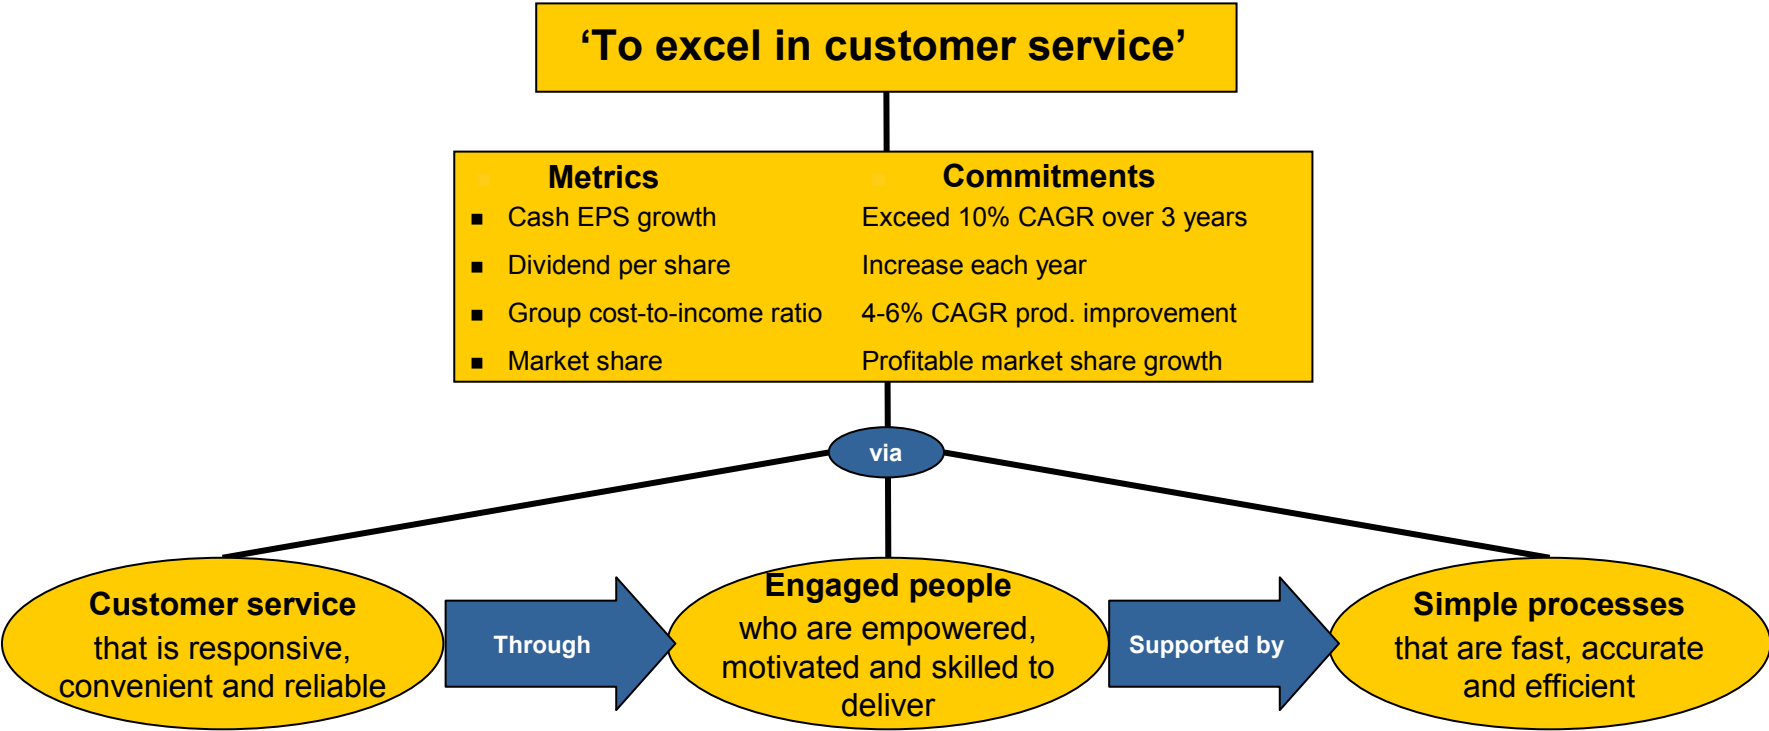 ‘To excel in customer service’
Metrics Commitments
■ Cash EPS growth Exceed 10% CAGR over 3 years
■ Dividend per share Increase each year
■ Group cost-to-income ratio 4-6% CAGR prod. improvement
■ Market share Profitable market share growth
via
Customer service
that is responsive,
convenient and reliable
Through
Engaged people
who are empowered,
motivated and skilled to
deliver
Supported by
Simple processes
that are fast, accurate
and efficient